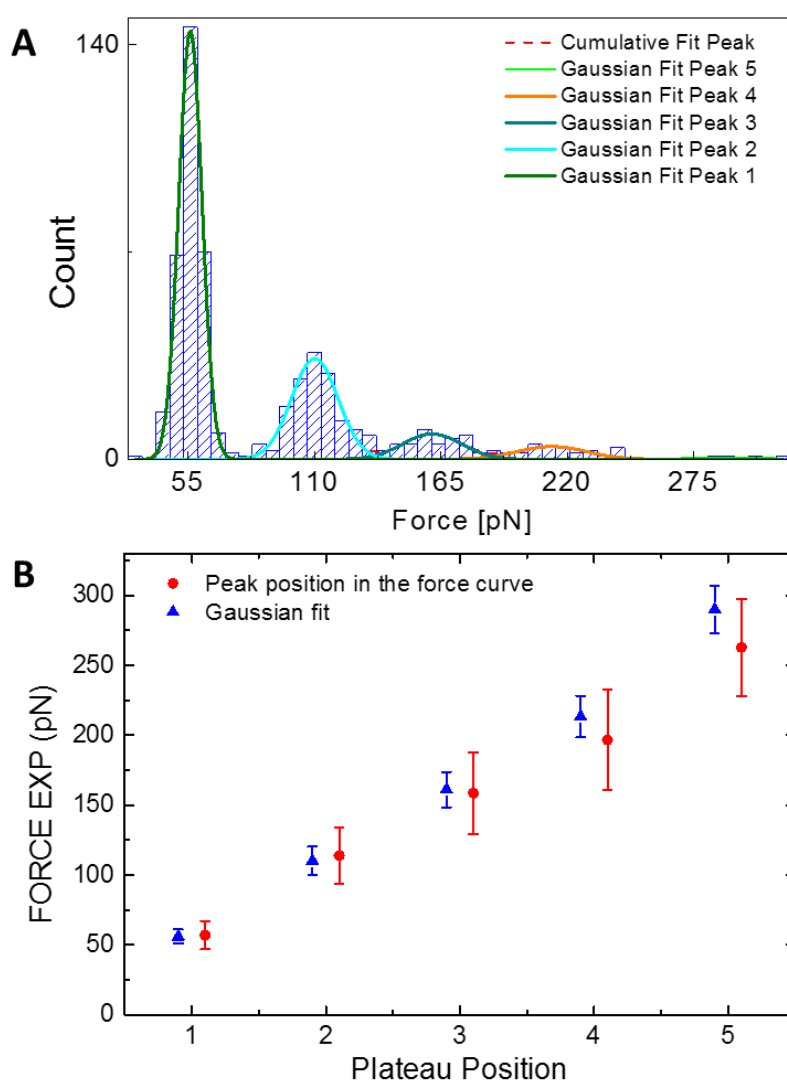 A
140
Cumulative Fit Peak
Gaussian Fit Peak 5
Gaussian Fit Peak 4
Gaussian Fit Peak 3
Gaussian Fit Peak 2
Gaussian Fit Peak 1
Count
0
55 110 165 220 275
Force [pN]
B
300
Peak position in the force curve
Gaussian fit
250
200
150
100
50
0
FORCE EXP (pN)
1 2 3 4 5
Plateau Position